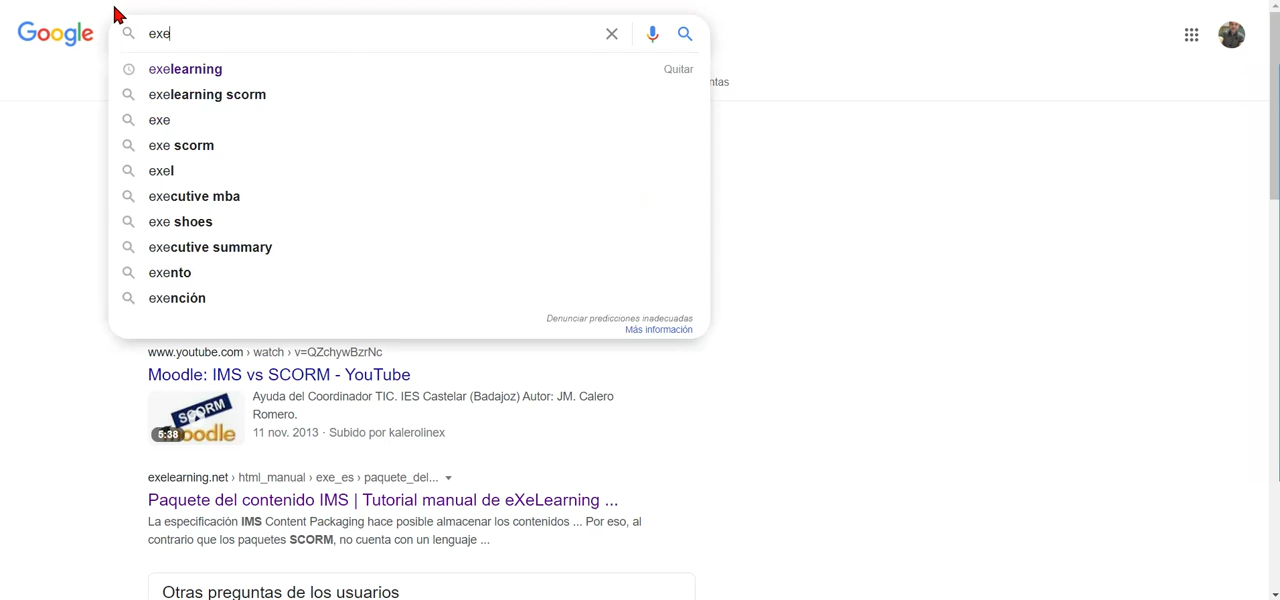 Google
exe
exelearning
Quitar
exelearning scorm
ntas
exe
exe scorm
exel
executive mba
exe shoes
executive summary
exento
exención
Denunciar predicciones inadecuadas
Más información
www.youtube.com › watch › v=QZchywBzrNc
Moodle: IMS vs SCORM - YouTube
Ayuda del Coordinador TIC. IES Castelar (Badajoz) Autor: JM. Calero
Romero.
SCORM
oodle
5:38
11 nov. 2013 · Subido por kalerolinex
exelearning.net › html_manual › exe_es › paquete_del...
Paquete del contenido IMS | Tutorial manual de eXeLearning ...
La especificación IMS Content Packaging hace posible almacenar los contenidos ... Por eso, al
contrario que los paquetes SCORM, no cuenta con un lenguaje ...
Otras preguntas de los usuarios